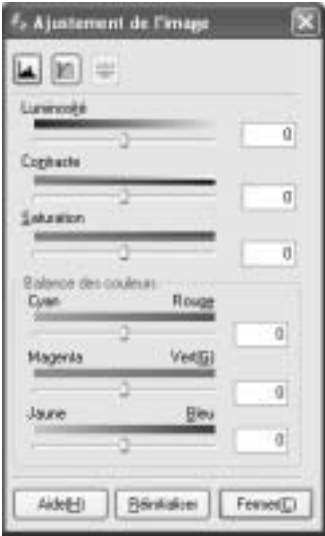 Ajustement de l'image
Luminosité
0
Contraste
0
Saturation
0
Balance des couleurs
Cyan Rouge
0
Magenta Vert(G)
0
Jaune Bleu
0
Aide(H) Réinitialiser Fermer(C)